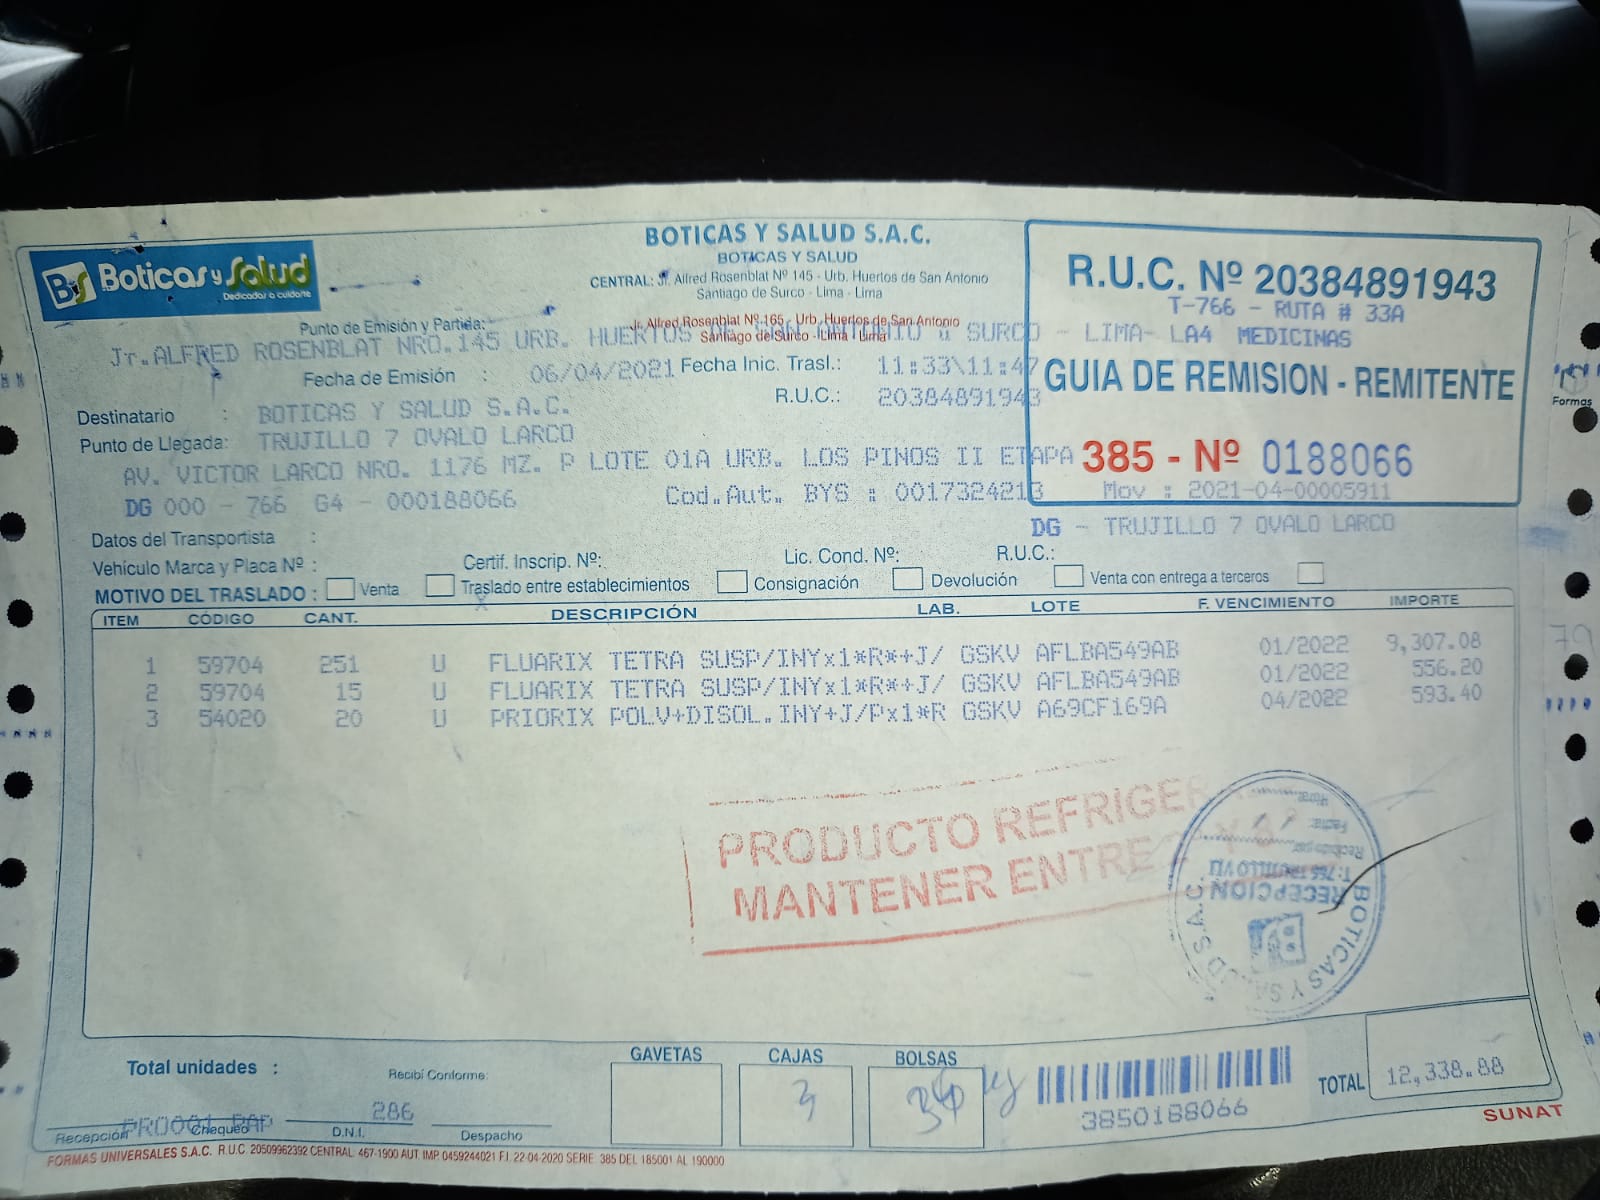 Boticas y Salud
Dedicados a cuidarte
BOTICAS Y SALUD S.A.C.
BOTICAS Y SALUD
CENTRAL: Jr. Alfred Rosenblat Nº 145 - Urb. Huertos de San Antonio
Santiago de Surco - Lima - Lima
Jr. Alfred Rosenblat Nº 165 - Urb. Huertos de San Antonio
Santiago de Surco - Lima - Lima
R.U.C. Nº 20384891943
T-766 - RUTA # 33A
Punto de Emisión y Partida:
Jr. ALFRED ROSENBLAT NRO. 145 URB. HUERTOS SURCO - LIMA- LA4 MEDICINAS
GUIA DE REMISION - REMITENTE
Fecha de Emisión : 06/04/2021 Fecha Inic. Trasl.: 11:33\11:47
Destinatario : BOTICAS Y SALUD S.A.C. R.U.C.: 20384891943
Punto de Llegada: TRUJILLO 7 OVALO LARCO
AV. VICTOR LARCO NRO. 1176 MZ. P LOTE 01A URB. LOS PINOS II ETAPA
385 - Nº 0188066
DG 000 - 766 G4 - 000188066 Cod.Aut. BYS : 0017324213 Mov : 2021-04-00005911
DG - TRUJILLO 7 OVALO LARCO
Datos del Transportista :
Vehículo Marca y Placa Nº : Certif. Inscrip. Nº: Lic. Cond. Nº: R.U.C.:
MOTIVO DEL TRASLADO : Venta Traslado entre establecimientos Consignación Devolución Venta con entrega a terceros
X
ITEM CÓDIGO CANT. DESCRIPCIÓN LAB. LOTE F. VENCIMIENTO IMPORTE
1 59704 251 U FLUARIX TETRA SUSP/INYx1*R*+J/ GSKV AFLBA549AB 01/2022 9,307.08
2 59704 15 U FLUARIX TETRA SUSP/INYx1*R*+J/ GSKV AFLBA549AB 01/2022 556.20
3 54020 20 U PRIORIX POLV+DISOL.INY+J/Px1*R GSKV A69CF169A 04/2022 593.40
Formas
PRODUCTO REFRIGER
MANTENER ENTRE
BOTICAS Y SALUD S.A.C.
RECEPCION
T: 766 TRUJILLO VII
Recibido por:
Fecha:
Hora:
Total unidades :
286
Recibí Conforme:
GAVETAS CAJAS BOLSAS
3
3850188066
TOTAL 12,338.88
Recepción Chequeo D.N.I. Despacho
SUNAT
FORMAS UNIVERSALES S.A.C. R.U.C. 20509962392 CENTRAL 467-1900 AUT. IMP. 0459244021 F.I. 22-04-2020 SERIE: 385 DEL 185001 AL 190000